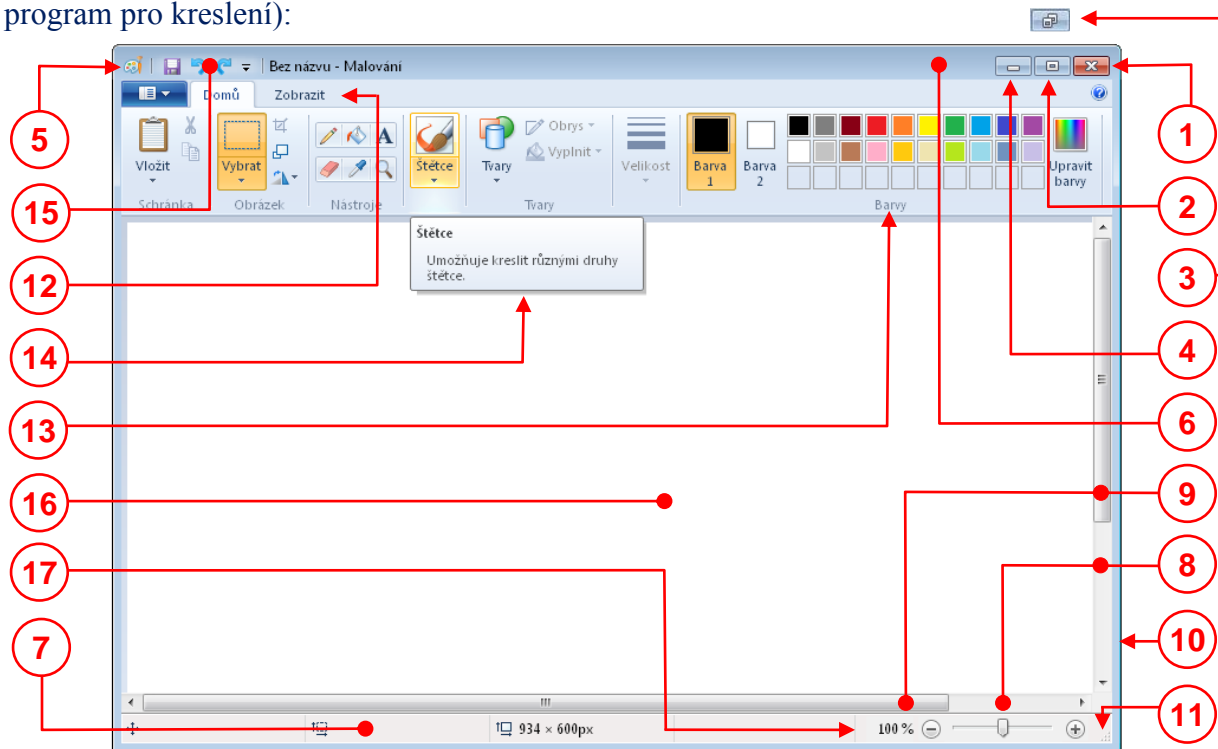 program pro kreslení):
Bez názvu - Malování
Domů Zobrazit
Vložit
Vybrat
A
Štětce
Tvary
Obrys
Vyplnit
Velikost
Barva
1
Barva
2
Upravit
barvy
Schránka
Obrázek
Nástroje
Tvary
Barvy
Štětce
Umožňuje kreslit různými druhy
štětce.
934 × 600px
100 %
5
15
12
14
13
16
17
7
1
2
3
4
6
9
8
10
11